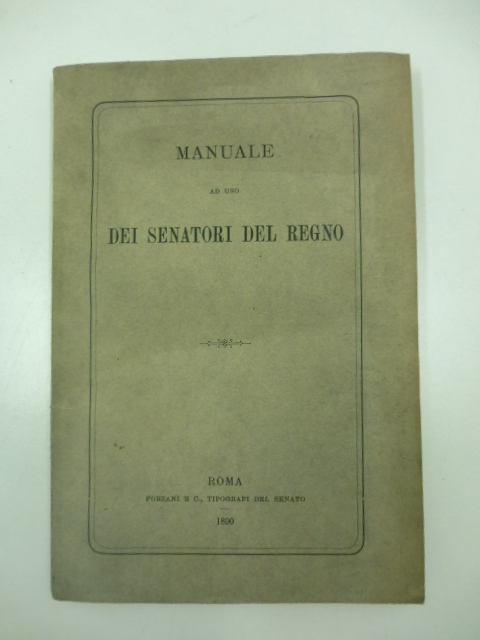 MANUALE
AD USO
DEI SENATORI DEL REGNO
ROMA
FORZANI E C., TIPOGRAFI DEL SENATO
1890